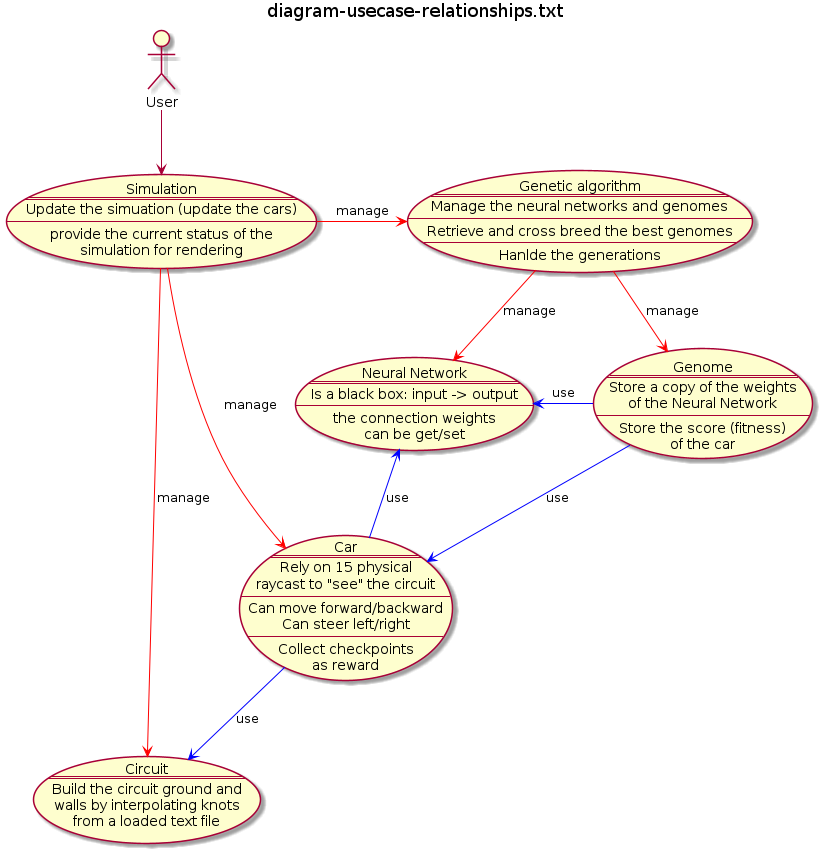 diagram-usecase-relationships.txt
User
Simulation
Update the simuation (update the cars)
provide the current status of the
simulation for rendering
manage
Genetic algorithm
Manage the neural networks and genomes
Retrieve and cross breed the best genomes
Hanlde the generations
manage
manage
Neural Network
Is a black box: input -> output
the connection weights
can be get/set
use
Genome
Store a copy of the weights
of the Neural Network
Store the score (fitness)
of the car
manage
manage
use
use
Car
Rely on 15 physical
raycast to "see" the circuit
Can move forward/backward
Can steer left/right
Collect checkpoints
as reward
use
Circuit
Build the circuit ground and
walls by interpolating knots
from a loaded text file